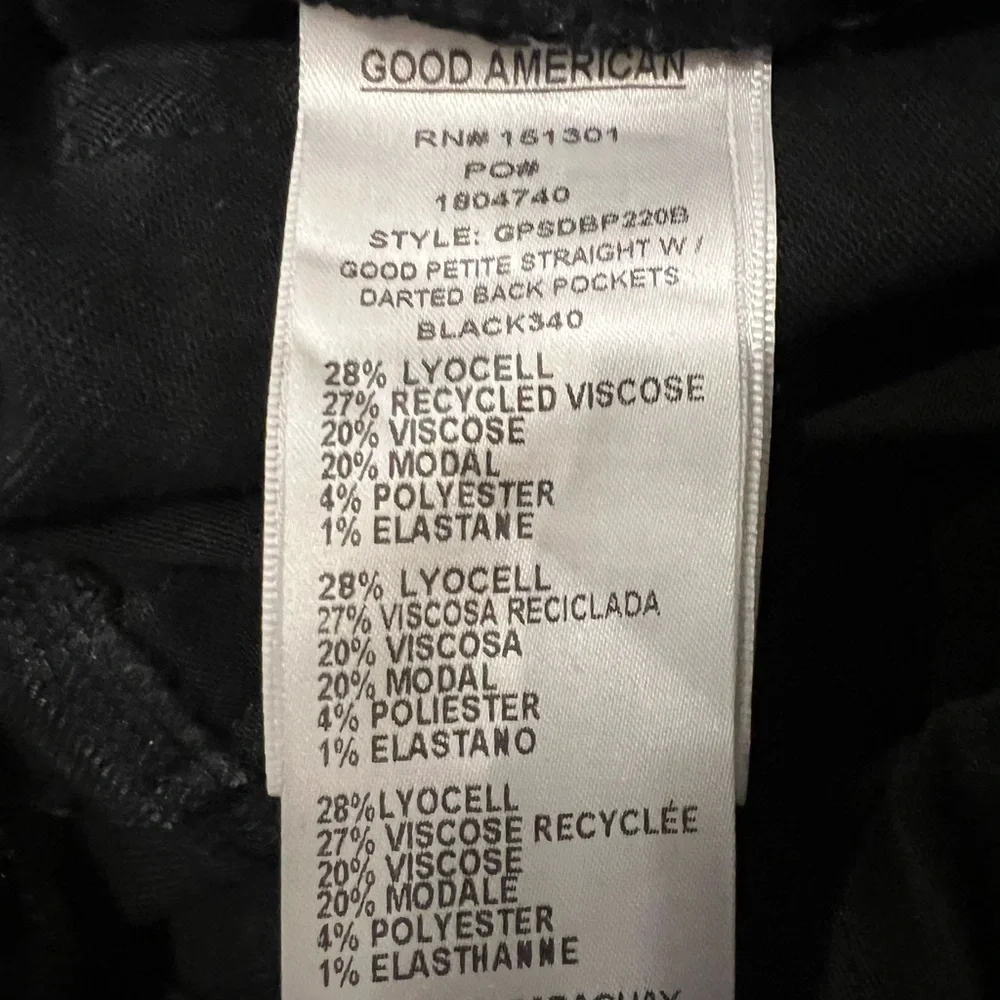 GOOD AMERICAN
RN# 151301
PO#
1804740
STYLE: GPSDBP220B
GOOD PETITE STRAIGHT W /
DARTED BACK POCKETS
BLACK340
28% LYOCELL
27% RECYCLED VISCOSE
20% VISCOSE
20% MODAL
4% POLYESTER
1% ELASTANE
28% LYOCELL
27% VISCOSA RECICLADA
20% VISCOSA
20% MODAL
4% POLIESTER
1% ELASTANO
28%LYOCELL
27% VISCOSE RECYCLÉE
20% VISCOSE
20% MODALE
4% POLYESTER
1% ELASTHANNE